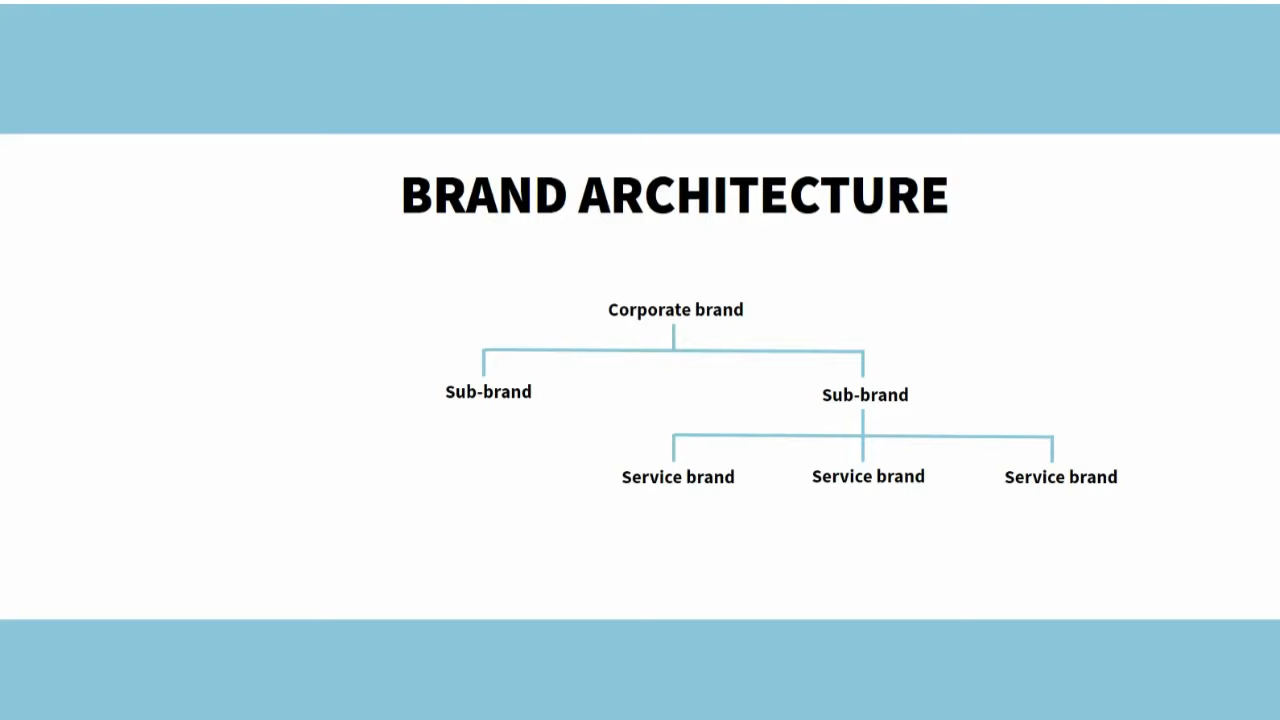 BRAND ARCHITECTURE
Corporate brand
Sub-brand
Sub-brand
Service brand
Service brand
Service brand